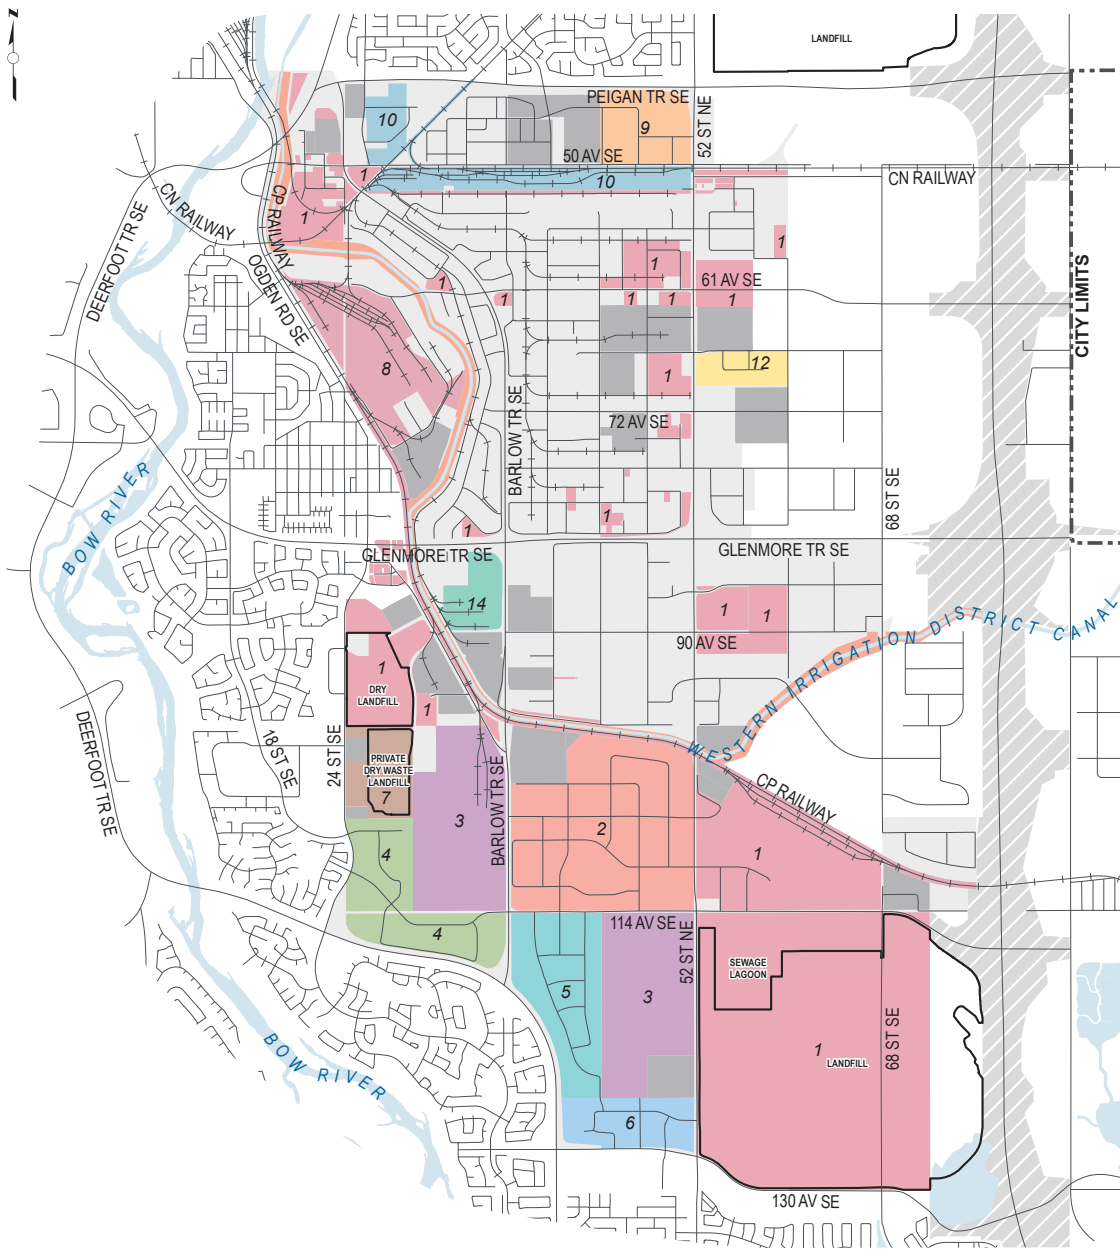 N
LANDFILL
PEIGAN TR SE
10
9
52 ST NE
50 AV SE
1
10
CN RAILWAY
CN RAILWAY
CP RAILWAY
1
DEERFOOT TR SE
OGDEN RD SE
1
1
1
1
61 AV SE
1
1
1
1
CITY LIMITS
8
1
12
BARLOW TR SE
72 AV SE
BOW RIVER
68 ST SE
1
1
GLENMORE TR SE
GLENMORE TR SE
14
1
1
WESTERN IRRIGATION DISTRICT CANAL
90 AV SE
1
DRY
LANDFILL
1
DEERFOOT TR SE
18 ST SE
24 ST SE
PRIVATE
DRY WASTE
LANDFILL
7
BARLOW TR SE
CP RAILWAY
3
2
4
1
4
114 AV SE
52 ST NE
SEWAGE
LAGOON
5
3
68 ST SE
1
LANDFILL
BOW RIVER
6
130 AV SE